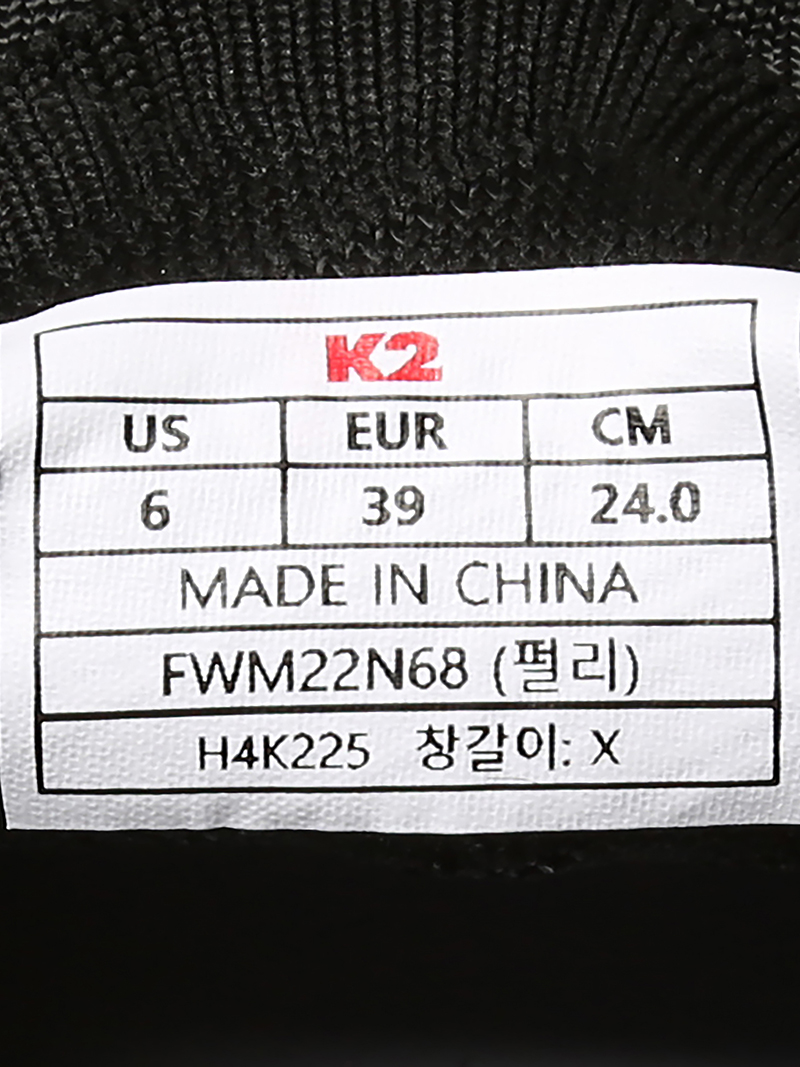 K2
US EUR CM
6 39 24.0
MADE IN CHINA
FWM22N68 (펄리)
H4K225 창갈이: X